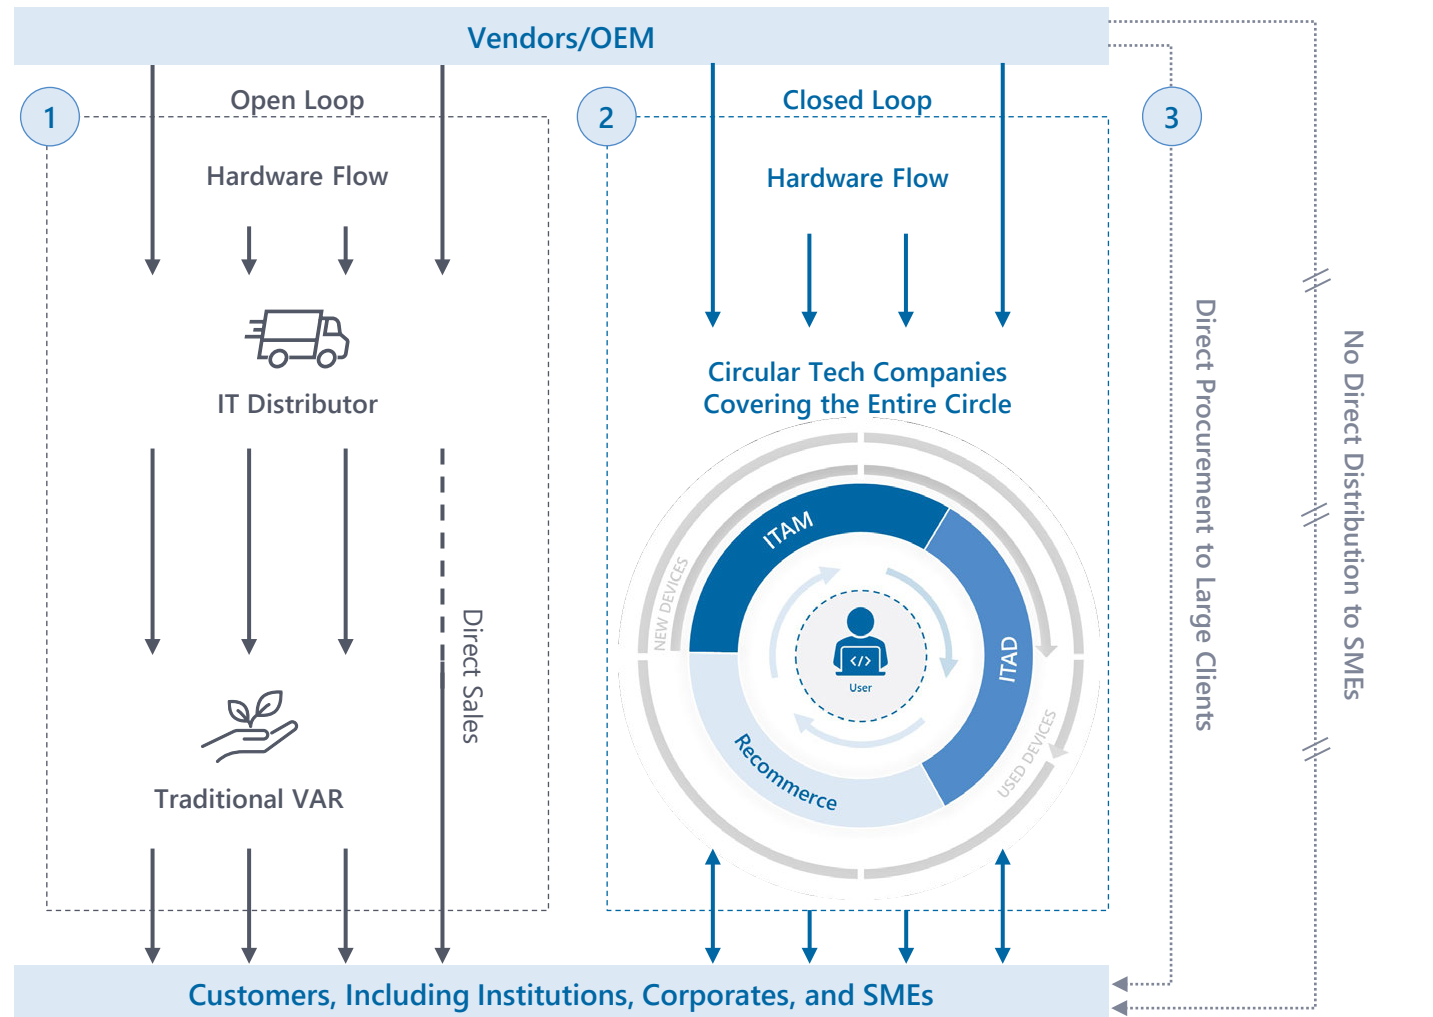 Vendors/OEM
1
Open Loop
Hardware Flow
IT Distributor
Direct Sales
Traditional VAR
2
Closed Loop
Hardware Flow
Circular Tech Companies
Covering the Entire Circle
NEW DEVICES
ITAM
ITAD
</>
User
Recommerce
USED DEVICES
3
Direct Procurement to Large Clients
No Direct Distribution to SMEs
Customers, Including Institutions, Corporates, and SMEs